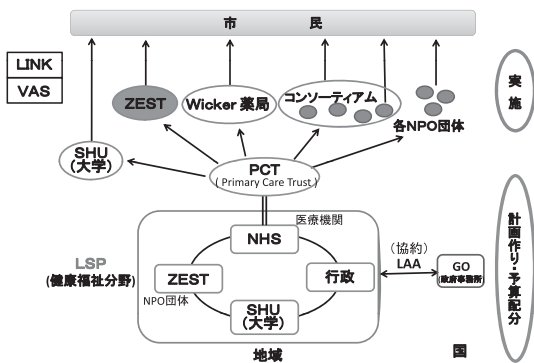 市 民
LINK
VAS
ZEST
Wicker 薬局
コンソーティアム
各NPO団体
実施
SHU
(大学)
PCT
( Primary Care Trust )
医療機関
NHS
LSP
(健康福祉分野)
ZEST
NPO団体
行政
SHU
(大学)
(協約)
LAA
GO
(政府事務所)
計画作り・予算配分
地域
国